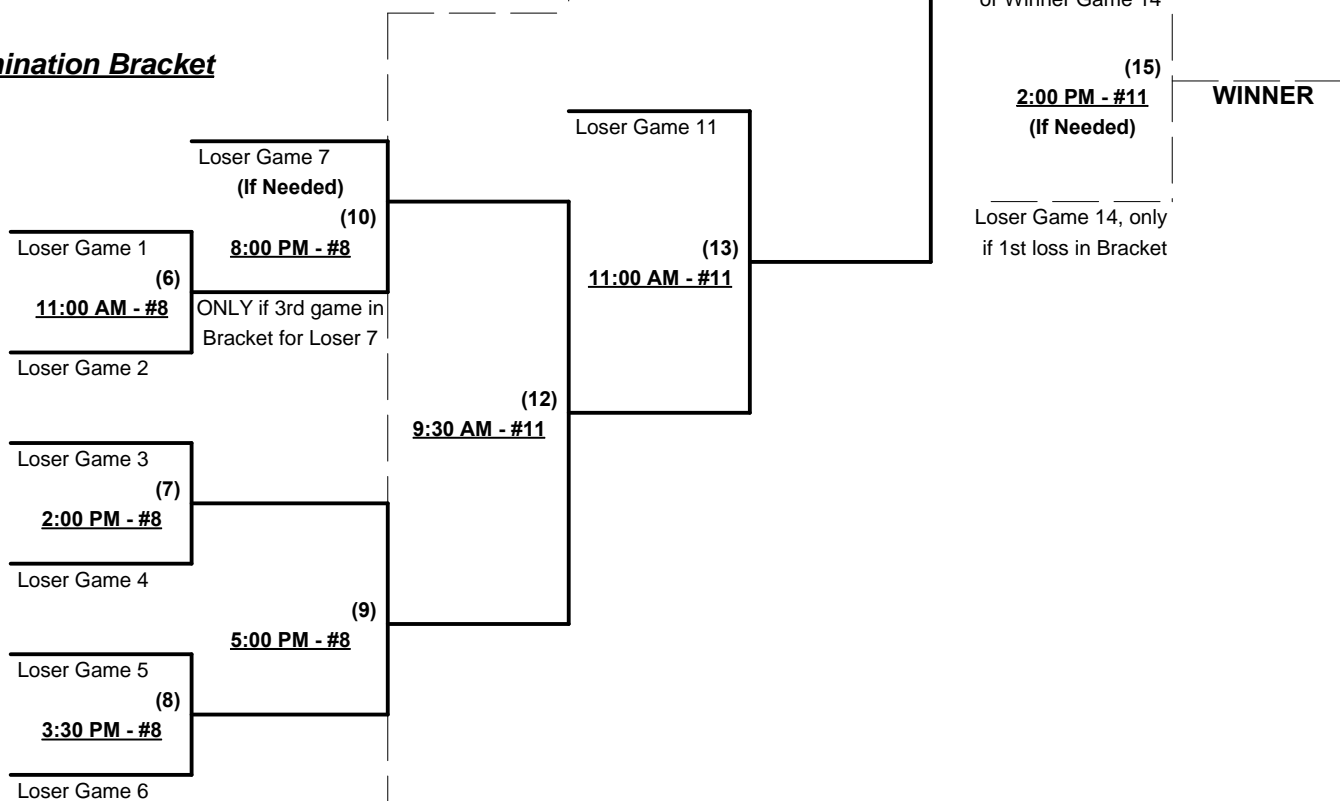 or Winner Game 14
mination Bracket
(15)
2:00 PM - #11
WINNER
(If Needed)
Loser Game 11
Loser Game 7
(If Needed)
(10)
8:00 PM - #8
Loser Game 14, only
if 1st loss in Bracket
Loser Game 1
(6)
11:00 AM - #8
(13)
11:00 AM - #11
ONLY if 3rd game in
Bracket for Loser 7
Loser Game 2
(12)
9:30 AM - #11
Loser Game 3
(7)
2:00 PM - #8
Loser Game 4
(9)
5:00 PM - #8
Loser Game 5
(8)
3:30 PM - #8
Loser Game 6